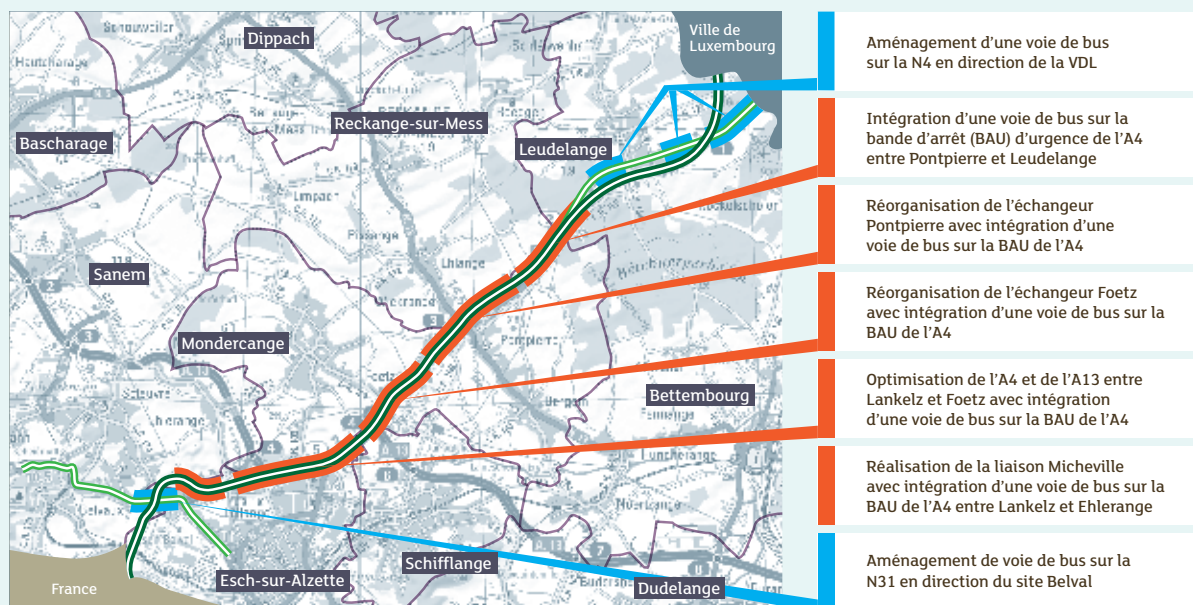 Ville de
Luxembourg
Dippach
Reckange-sur-Mess
Bascharage
Leudelange
Sanem
Mondercange
Bettembourg
Schifflange
Esch-sur-Alzette
Dudelange
France
Aménagement d'une voie de bus
sur la N4 en direction de la VDL
Intégration d'une voie de bus sur la
bande d'arrêt (BAU) d'urgence de l'A4
entre Pontpierre et Leudelange
Réorganisation de l'échangeur
Pontpierre avec intégration d'une
voie de bus sur la BAU de l'A4
Réorganisation de l'échangeur Foetz
avec intégration d'une voie de bus sur la
BAU de l'A4
Optimisation de l'A4 et de l'A13 entre
Lankelz et Foetz avec intégration
d'une voie de bus sur la BAU de l'A4
Réalisation de la liaison Micheville
avec intégration d'une voie de bus sur la
BAU de l'A4 entre Lankelz et Ehlerange
Aménagement de voie de bus sur la
N31 en direction du site Belval